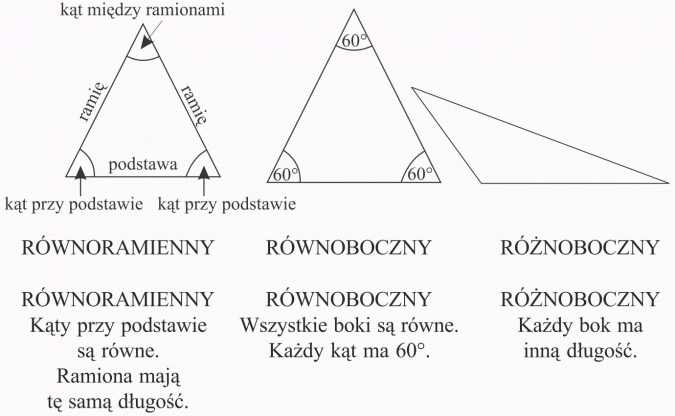 kąt między ramionami
ramię
ramię
podstawa
kąt przy podstawie
kąt przy podstawie
60°
60°
60°
RÓWNORAMIENNY
RÓWNOBOCZNY
RÓŻNOBOCZNY
RÓWNORAMIENNY
Kąty przy podstawie
są równe.
Ramiona mają
tę samą długość.
RÓWNOBOCZNY
Wszystkie boki są równe.
Każdy kąt ma 60°.
RÓŻNOBOCZNY
Każdy bok ma
inną długość.